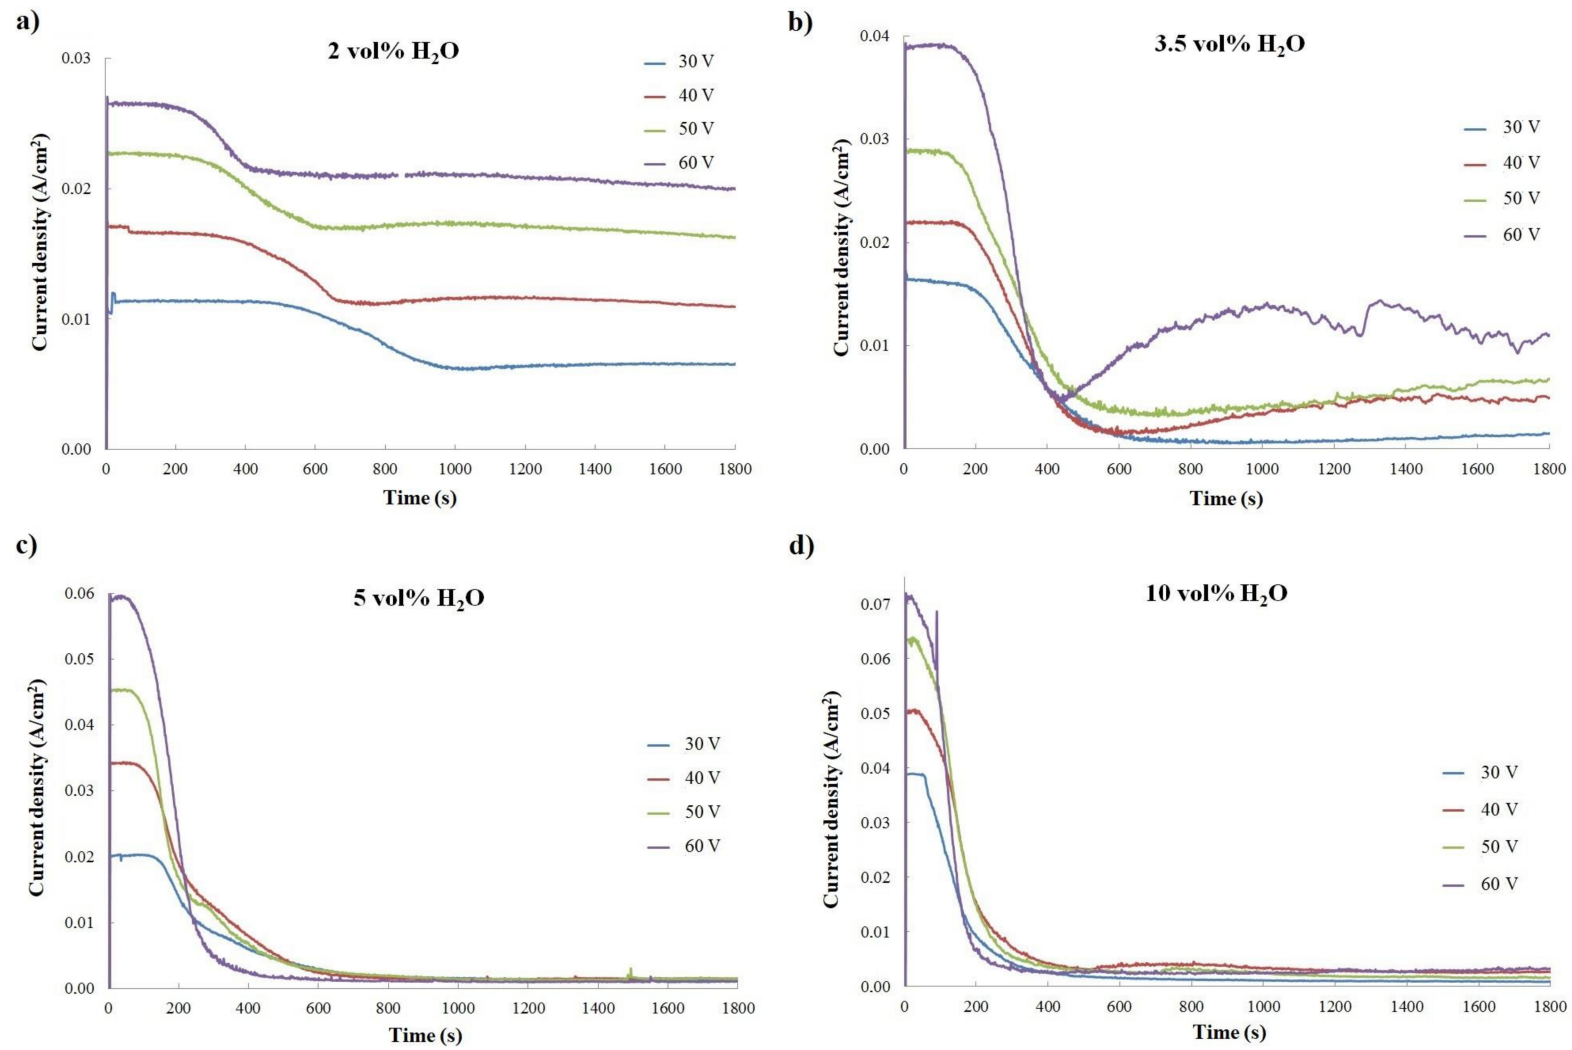 a)
2 vol% H₂O
30 V
40 V
50 V
60 V
Current density (A/cm²)
0.03
0.02
0.01
0.00
0 200 400 600 800 1000 1200 1400 1600 1800
Time (s)
b)
3.5 vol% H₂O
30 V
40 V
50 V
60 V
Current density (A/cm²)
0.04
0.03
0.02
0.01
0.00
0 200 400 600 800 1000 1200 1400 1600 1800
Time (s)
c)
5 vol% H₂O
30 V
40 V
50 V
60 V
Current density (A/cm²)
0.06
0.05
0.04
0.03
0.02
0.01
0.00
0 200 400 600 800 1000 1200 1400 1600 1800
Time (s)
d)
10 vol% H₂O
30 V
40 V
50 V
60 V
Current density (A/cm²)
0.07
0.06
0.05
0.04
0.03
0.02
0.01
0.00
0 200 400 600 800 1000 1200 1400 1600 1800
Time (s)